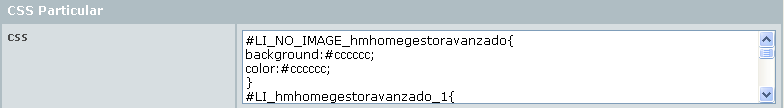 CSS Particular
css
#LI_NO_IMAGE_hmhomegestoravanzado{
background:#cccccc;
color:#cccccc;
}
#LI_hmhomegestoravanzado_1{